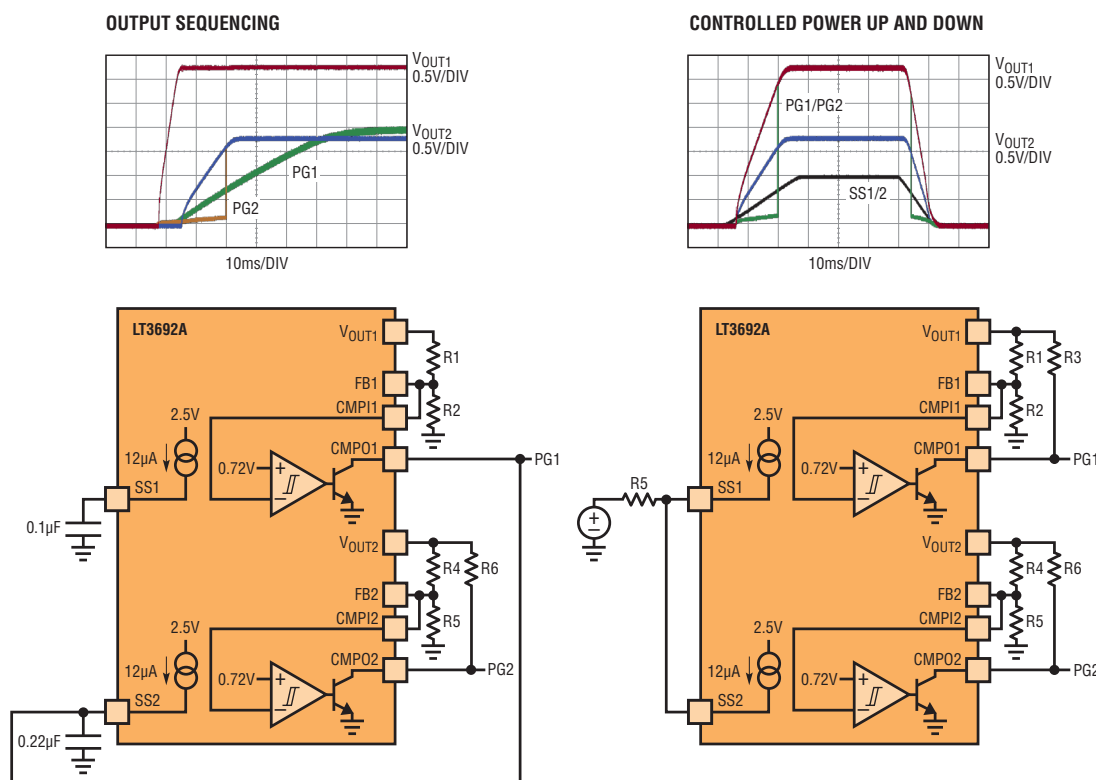 OUTPUT SEQUENCING
VOUT1
0.5V/DIV
VOUT2
0.5V/DIV
PG1
PG2
10ms/DIV
CONTROLLED POWER UP AND DOWN
VOUT1
0.5V/DIV
PG1/PG2
VOUT2
0.5V/DIV
SS1/2
10ms/DIV
LT3692A
VOUT1
R1
FB1
CMPI1
R2
2.5V
12µA
0.72V
CMPO1
PG1
SS1
0.1µF
VOUT2
R4
R6
FB2
CMPI2
R5
2.5V
12µA
0.72V
CMPO2
PG2
SS2
0.22µF
LT3692A
VOUT1
R1
R3
FB1
CMPI1
R2
2.5V
12µA
0.72V
CMPO1
PG1
R5
SS1
VOUT2
R4
R6
FB2
CMPI2
R5
2.5V
12µA
0.72V
CMPO2
PG2
SS2